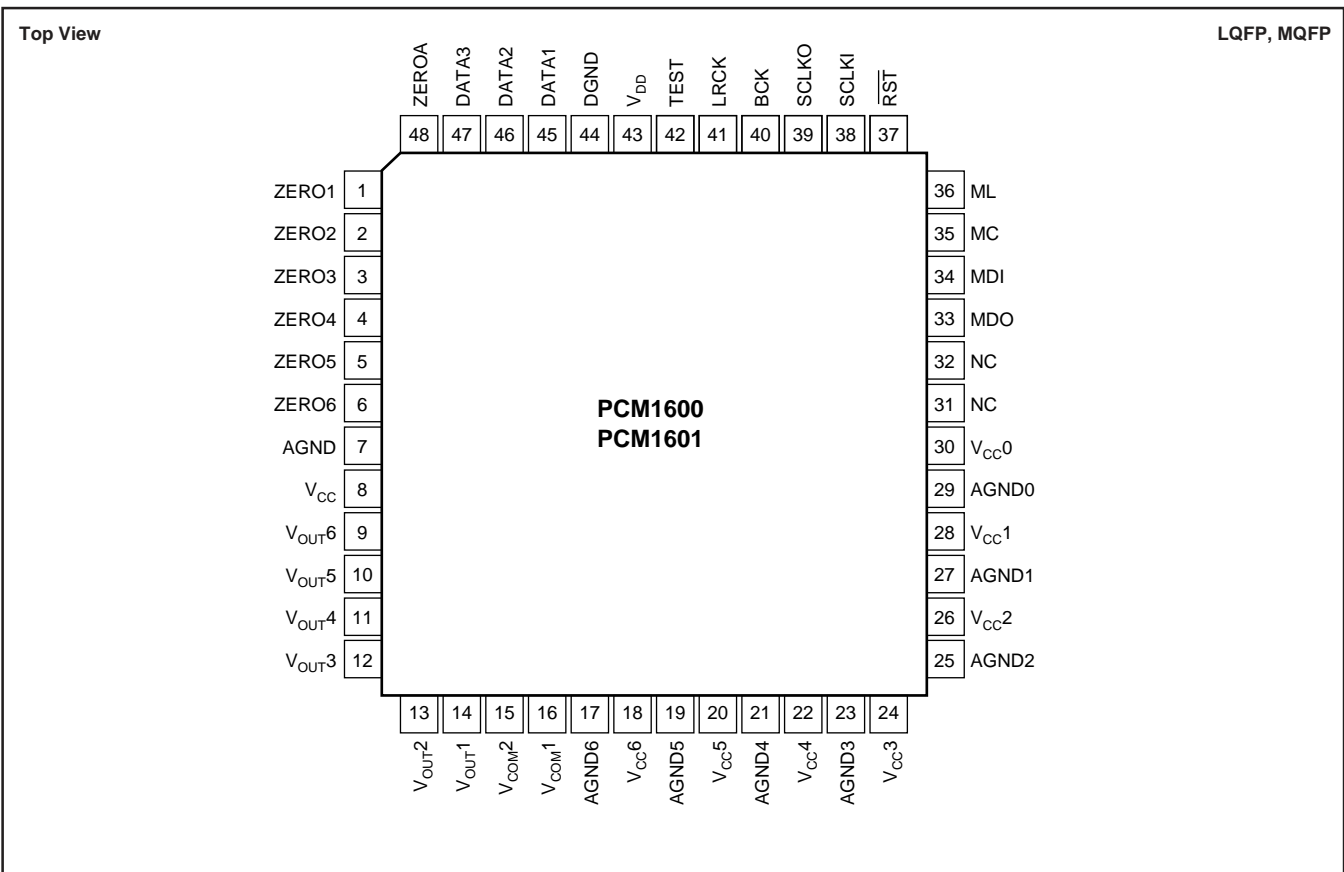 Top View
LQFP, MQFP
ZEROA
DATA3
DATA2
DATA1
DGND
VDD
TEST
LRCK
BCK
SCLKO
SCLKI
RST
48 47 46 45 44 43 42 41 40 39 38 37
ZERO1 1
ZERO2 2
ZERO3 3
ZERO4 4
ZERO5 5
ZERO6 6
AGND 7
VCC 8
VOUT6 9
VOUT5 10
VOUT4 11
VOUT3 12
PCM1600
PCM1601
36 ML
35 MC
34 MDI
33 MDO
32 NC
31 NC
30 VCC0
29 AGND0
28 VCC1
27 AGND1
26 VCC2
25 AGND2
13 14 15 16 17 18 19 20 21 22 23 24
VOUT2
VOUT1
VCOM2
VCOM1
AGND6
VCC6
AGND5
VCC5
AGND4
VCC4
AGND3
VCC3